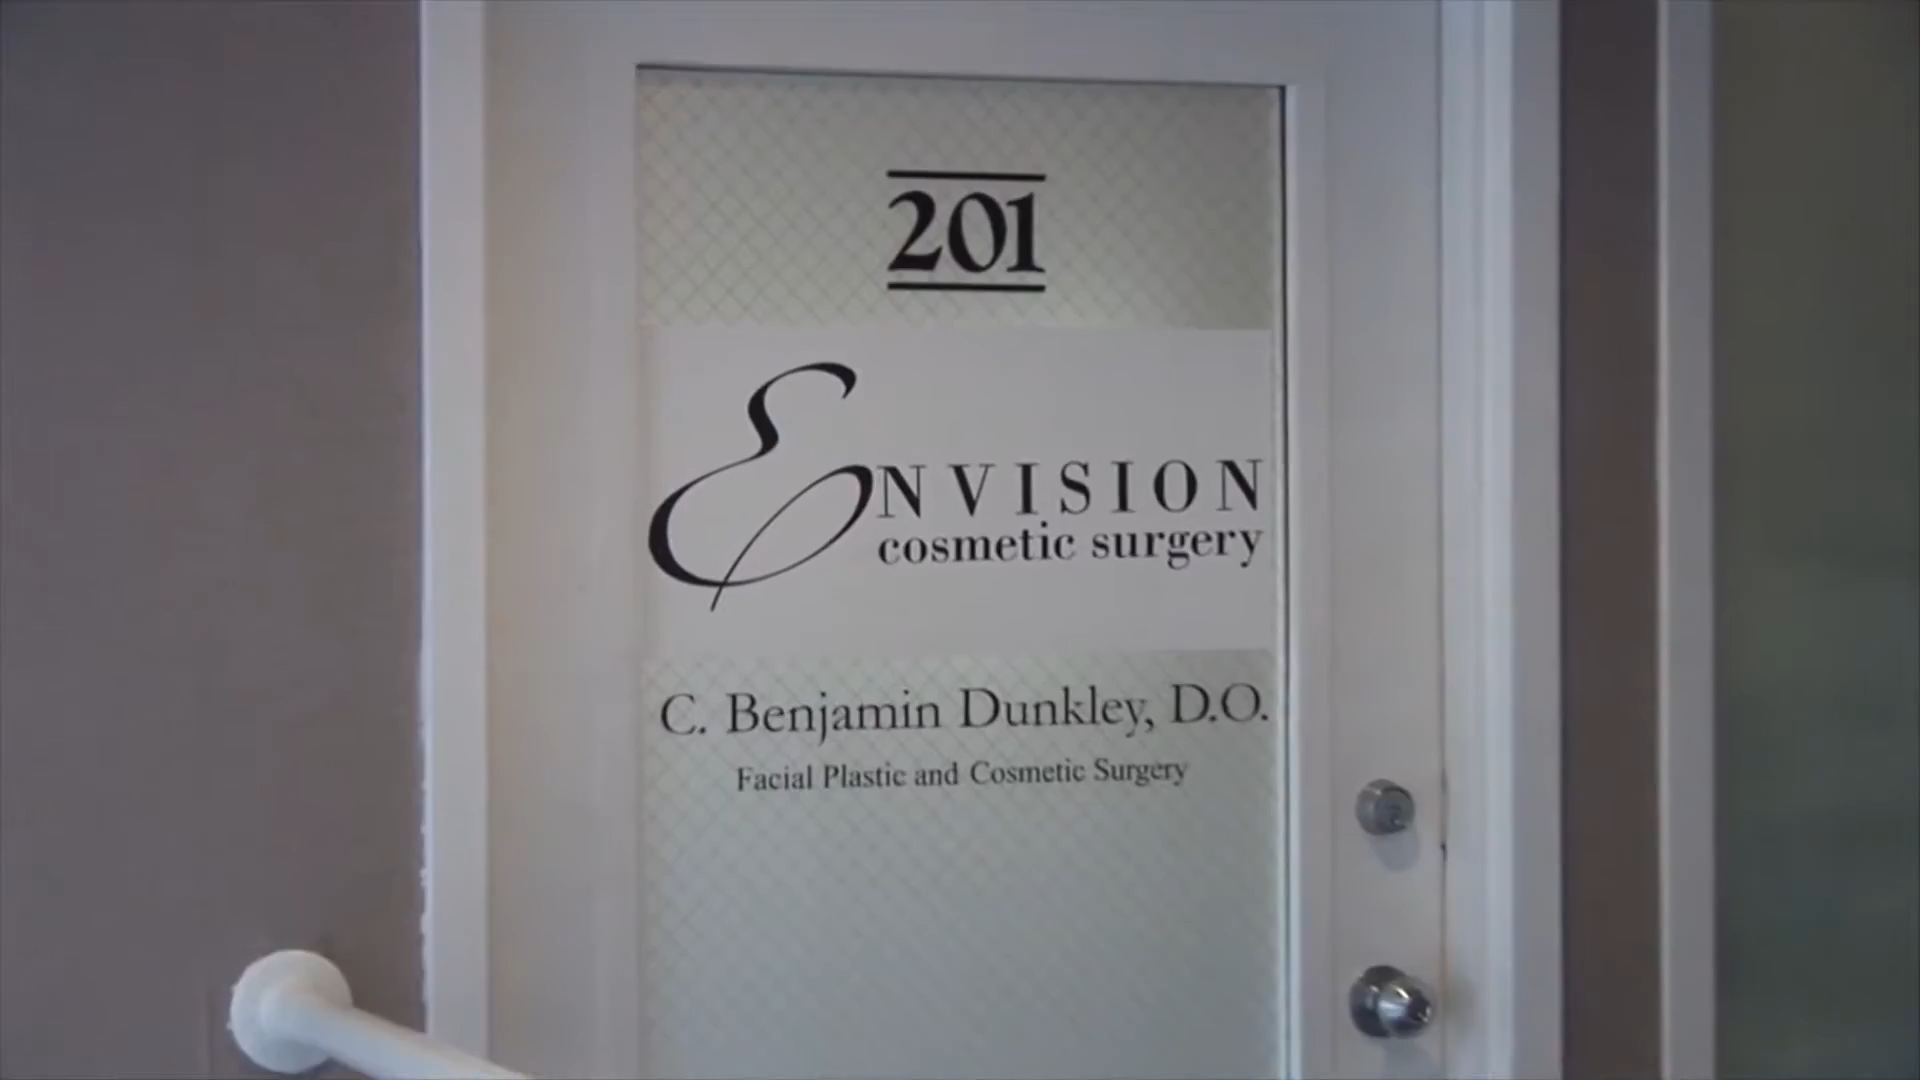 201
ENVISION
cosmetic surgery
C. Benjamin Dunkley, D.O.
Facial Plastic and Cosmetic Surgery